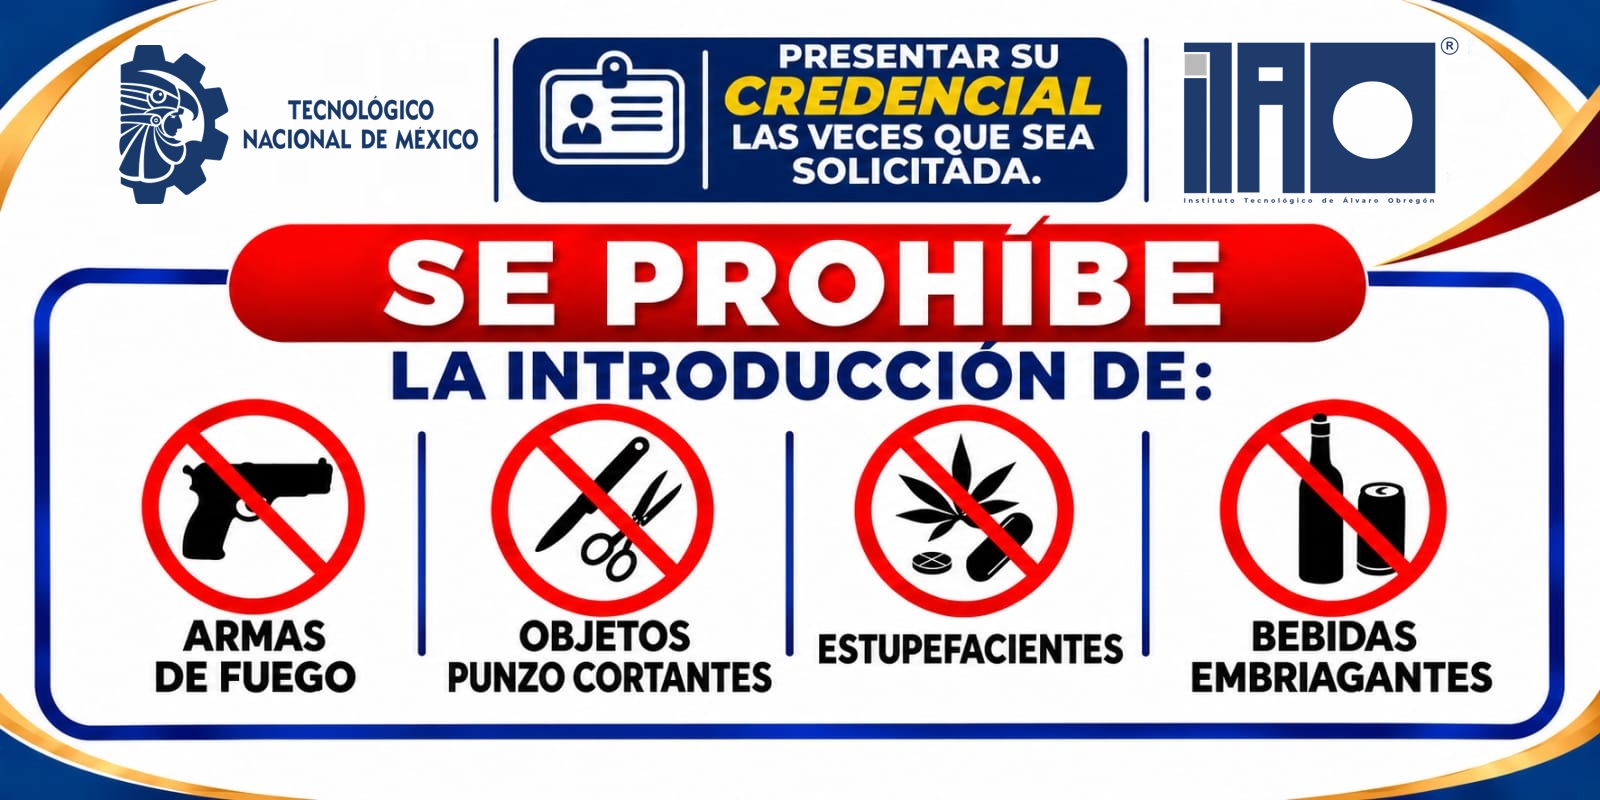 TECNOLÓGICO
NACIONAL DE MÉXICO
PRESENTAR SU
CREDENCIAL
LAS VECES QUE SEA
SOLICITADA.
®
Instituto Tecnológico de Álvaro Obregón
SE PROHÍBE
LA INTRODUCCIÓN DE:
ARMAS
DE FUEGO
OBJETOS
PUNZO CORTANTES
ESTUPEFACIENTES
BEBIDAS
EMBRIAGANTES